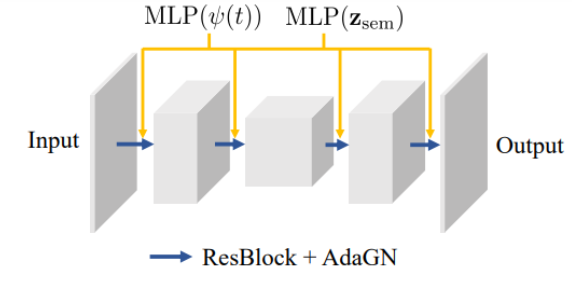 MLP(ψ(t)) MLP(z_sem)
Input
Output
ResBlock + AdaGN